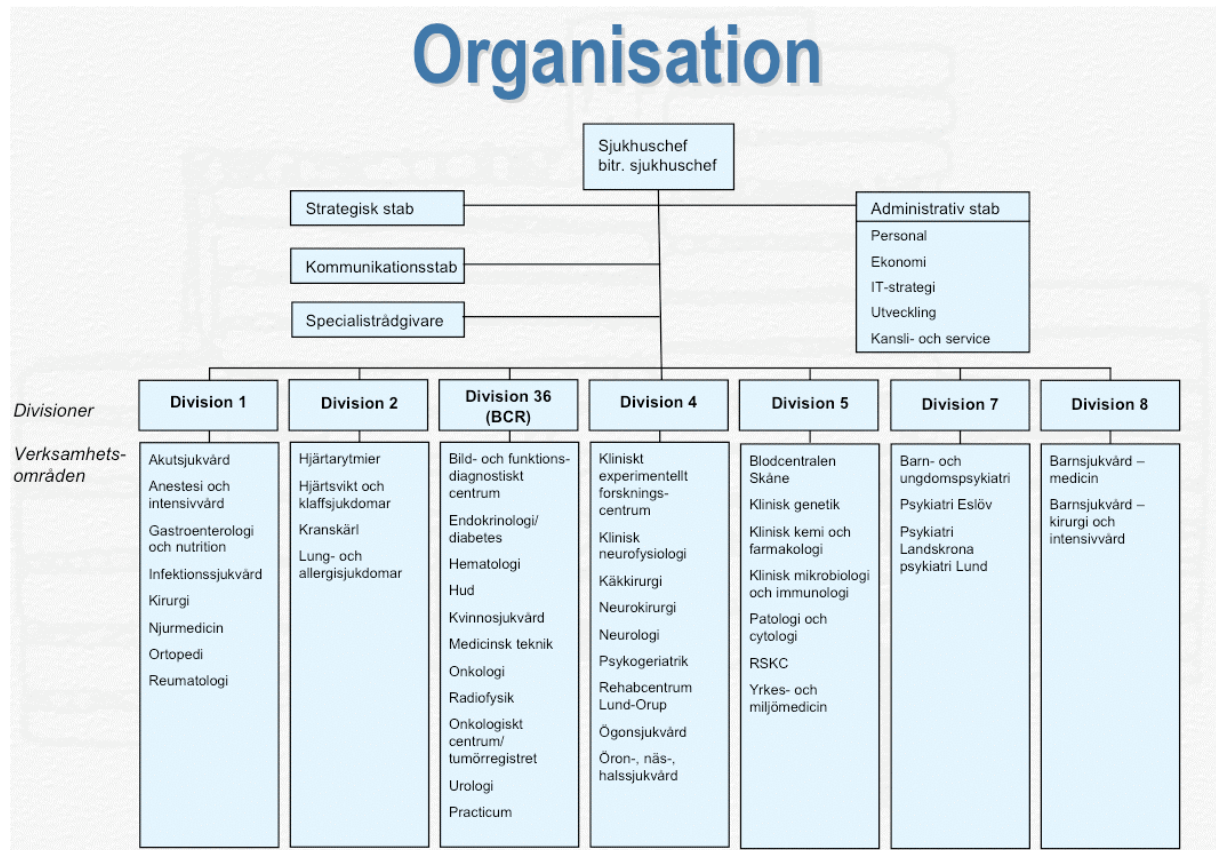 Organisation
Sjukhuschef
bitr. sjukhuschef
Strategisk stab
Kommunikationsstab
Specialistrådgivare
Administrativ stab
Personal
Ekonomi
IT-strategi
Utveckling
Kansli- och service
Divisioner
Verksamhets-
områden
Division 1
Akutsjukvård
Anestesi och
intensivvård
Gastroenterologi
och nutrition
Infektionssjukvård
Kirurgi
Njurmedicin
Ortopedi
Reumatologi
Division 2
Hjärtarytmier
Hjärtsvikt och
klaffsjukdomar
Kranskärl
Lung- och
allergisjukdomar
Division 36
(BCR)
Bild- och funktions-
diagnostiskt
centrum
Endokrinologi/
diabetes
Hematologi
Hud
Kvinnosjukvård
Medicinsk teknik
Onkologi
Radiofysik
Onkologiskt
centrum/
tumörregistret
Urologi
Practicum
Division 4
Kliniskt
experimentellt
forsknings-
centrum
Klinisk
neurofysiologi
Käkkirurgi
Neurokirurgi
Neurologi
Psykogeriatrik
Rehabcentrum
Lund-Orup
Ögonsjukvård
Öron-, näs-,
halssjukvård
Division 5
Blodcentralen
Skåne
Klinisk genetik
Klinisk kemi och
farmakologi
Klinisk mikrobiologi
och immunologi
Patologi och
cytologi
RSKC
Yrkes- och
miljömedicin
Division 7
Barn- och
ungdomspsykiatri
Psykiatri Eslöv
Psykiatri
Landskrona
psykiatri Lund
Division 8
Barnsjukvård –
medicin
Barnsjukvård –
kirurgi och
intensivvård